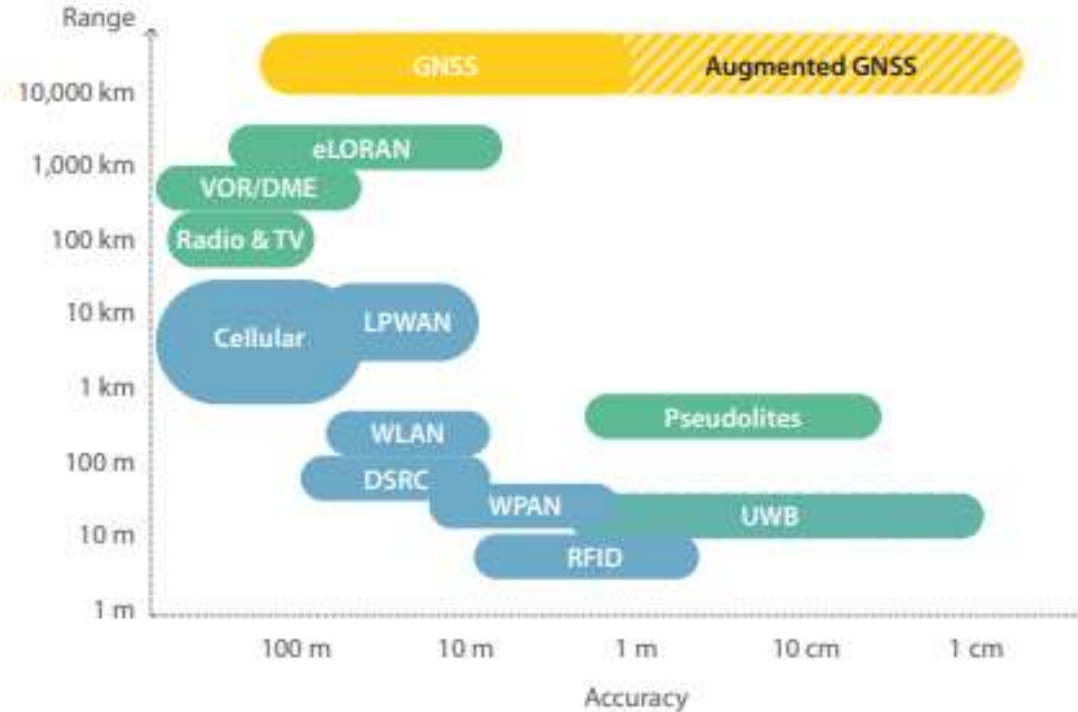 Range
GNSS
Augmented GNSS
10,000 km
eLORAN
1,000 km
VOR/DME
Radio & TV
100 km
10 km
LPWAN
Cellular
1 km
Pseudolites
WLAN
100 m
DSRC
WPAN
UWB
10 m
RFID
1 m
100 m
10 m
1 m
10 cm
1 cm
Accuracy